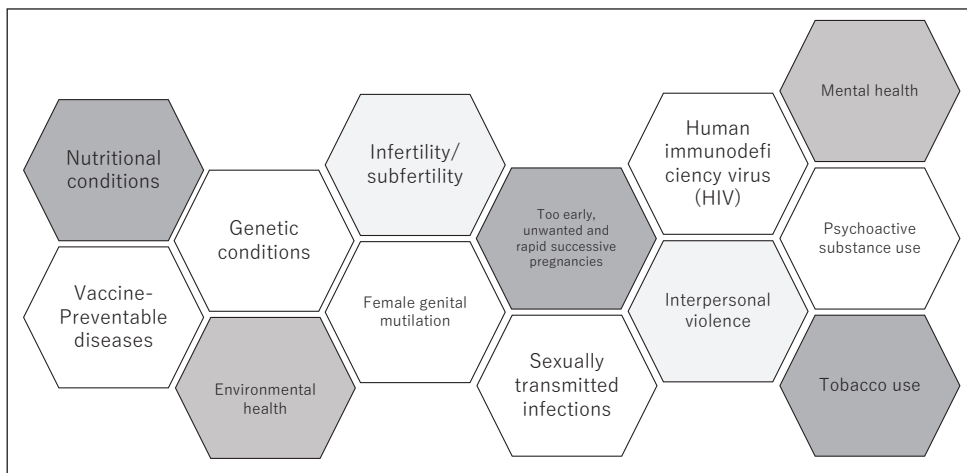 Nutritional
conditions
Vaccine-
Preventable
diseases
Genetic
conditions
Environmental
health
Infertility/
subfertility
Female genital
mutilation
Too early,
unwanted and
rapid successive
pregnancies
Sexually
transmitted
infections
Human
immunodefi
ciency virus
(HIV)
Interpersonal
violence
Mental health
Psychoactive
substance use
Tobacco use